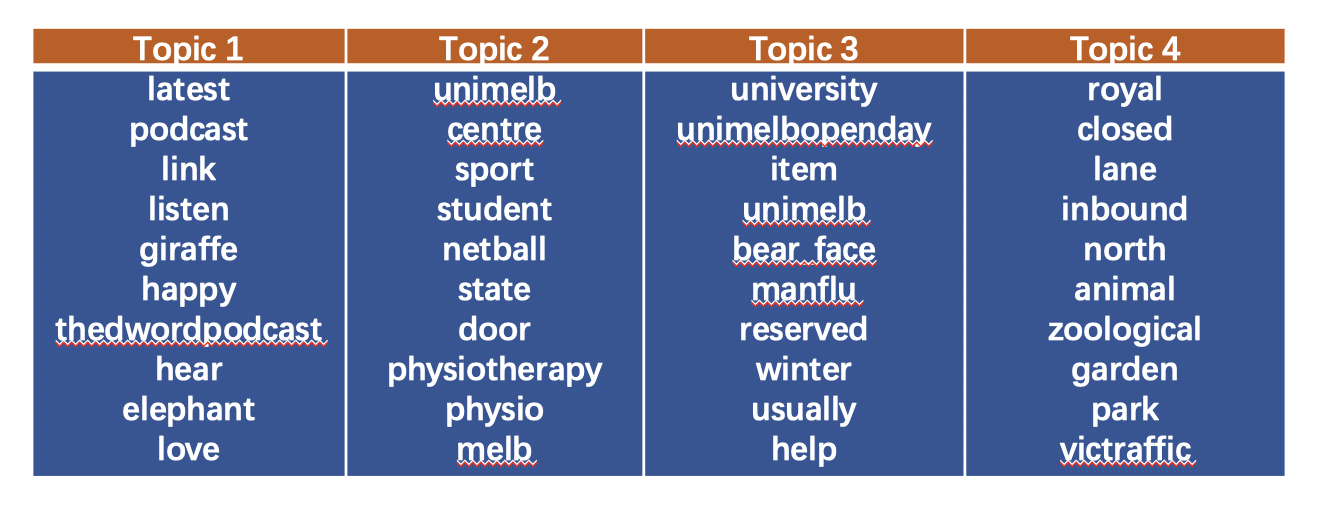 Topic 1 Topic 2 Topic 3 Topic 4
latest unimelb university royal
podcast centre unimelbopenday closed
link sport item lane
listen student unimelb inbound
giraffe netball bear_face north
happy state manflu animal
thedwordpodcast door reserved zoological
hear physiotherapy winter garden
elephant physio usually park
love melb help victraffic